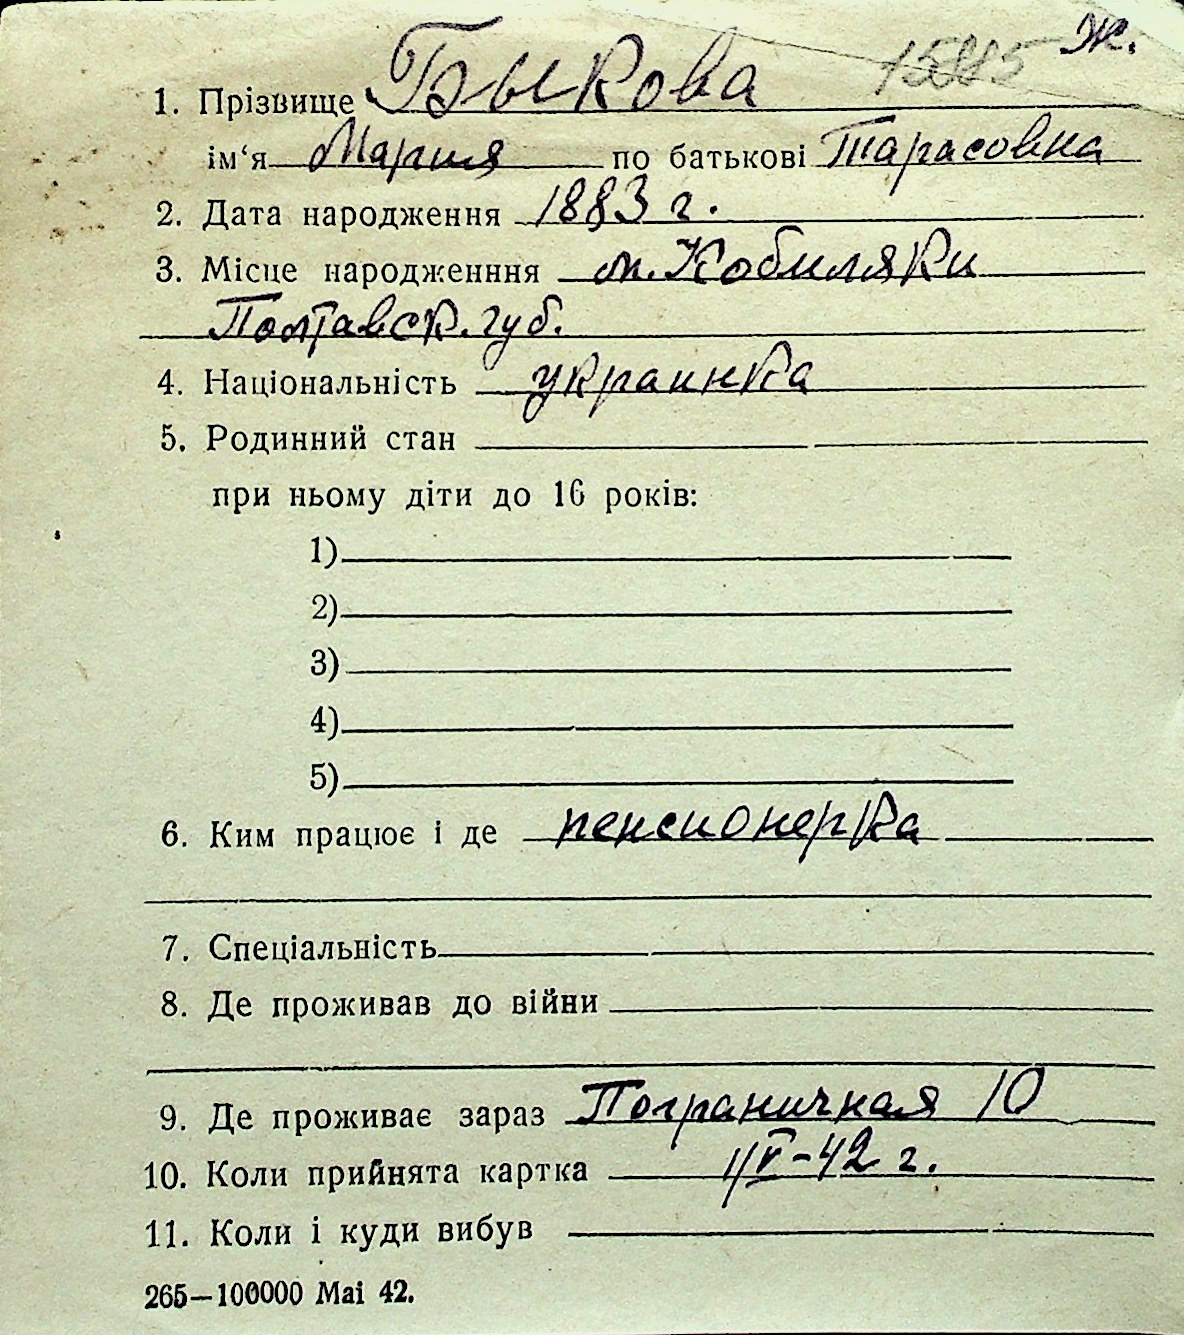 15845 Ж.
1. Прізвище Быкова
ім‘я Мария по батькові Тарасовна
2. Дата народження 1883 г.
3. Місце народженння м. Кобиляки
Полтавск. губ.
4. Національність украинка
5. Родинний стан
при ньому діти до 16 років:
1)
2)
3)
4)
5)
6. Ким працює і де пенсионерка
7. Спеціальність
8. Де проживав до війни
9. Де проживає зараз Пограничная 10
10. Коли прийнята картка 1/V-42 г.
11. Коли і куди вибув
265—100000 Mai 42.